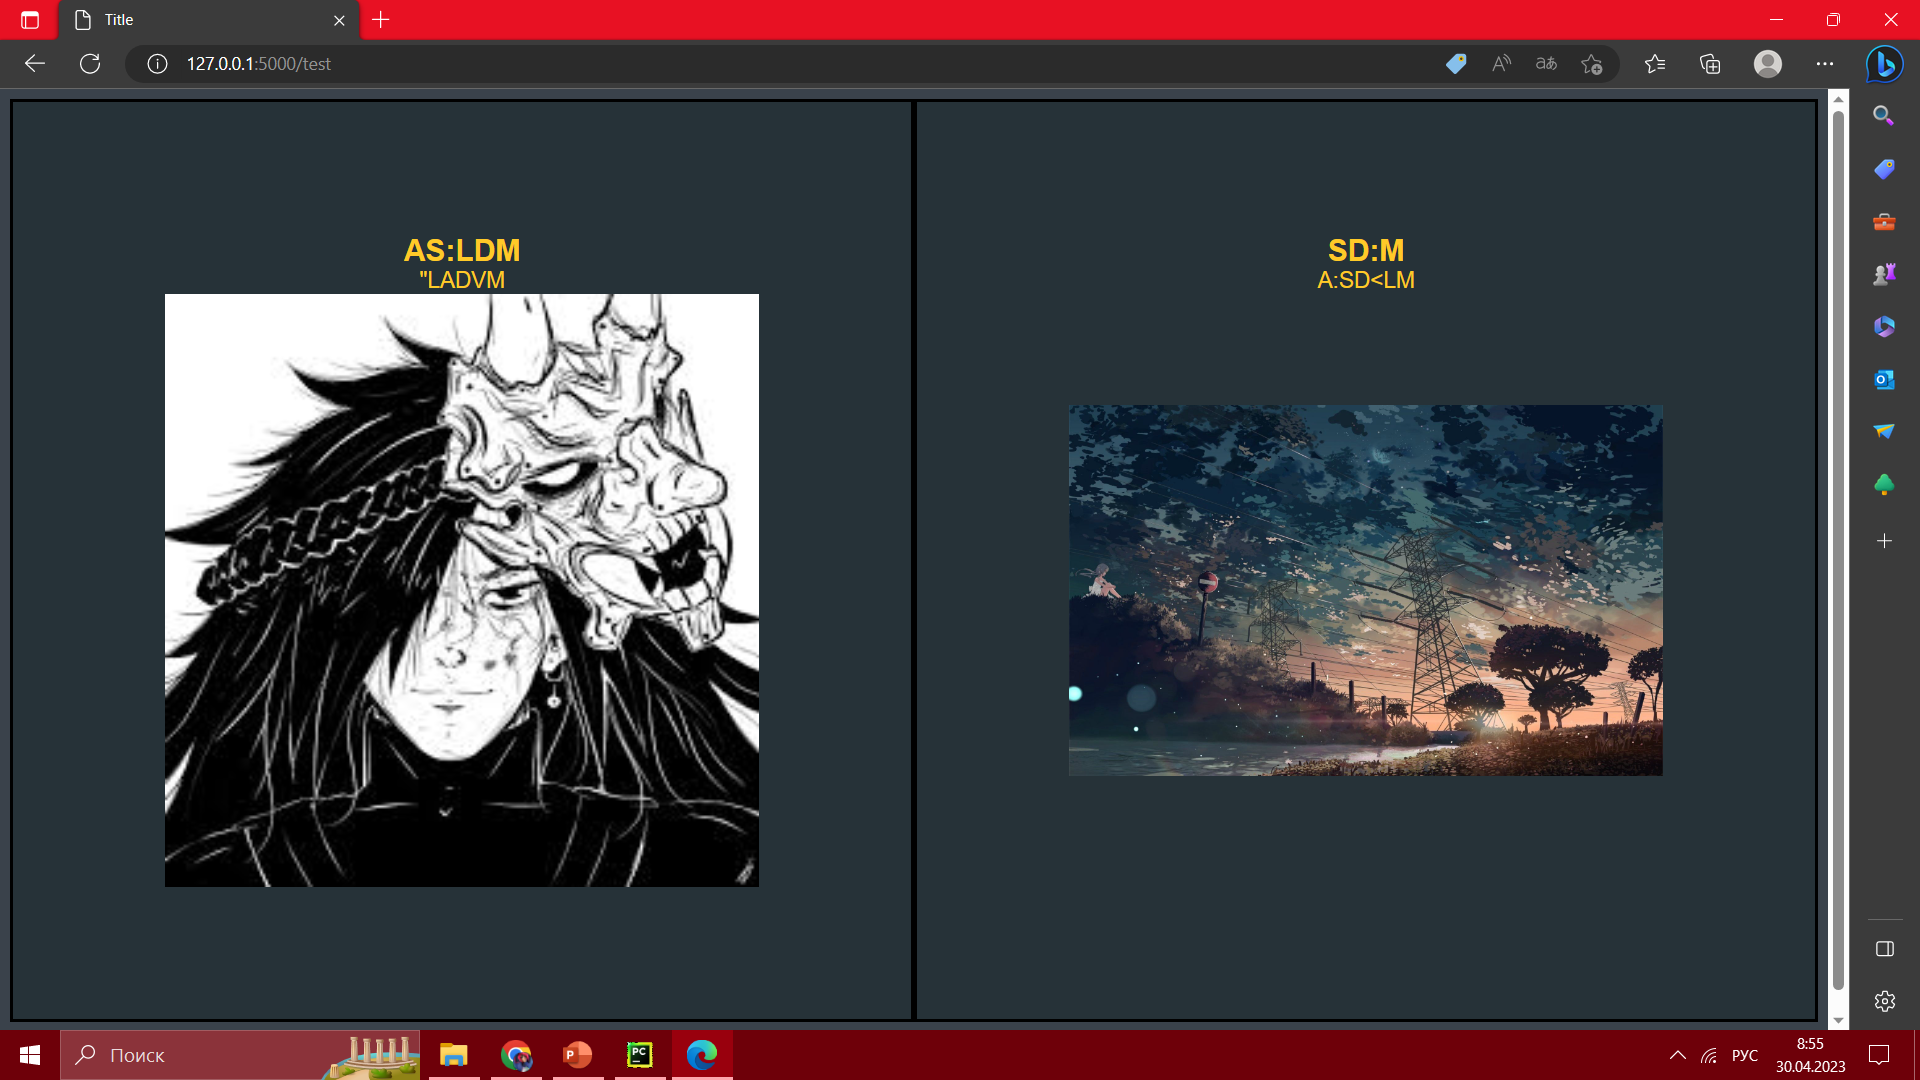 Title
127.0.0.1:5000/test
AS:LDM
"LADVM
SD:M
A:SD<LM
Поиск
РУС
8:55
30.04.2023